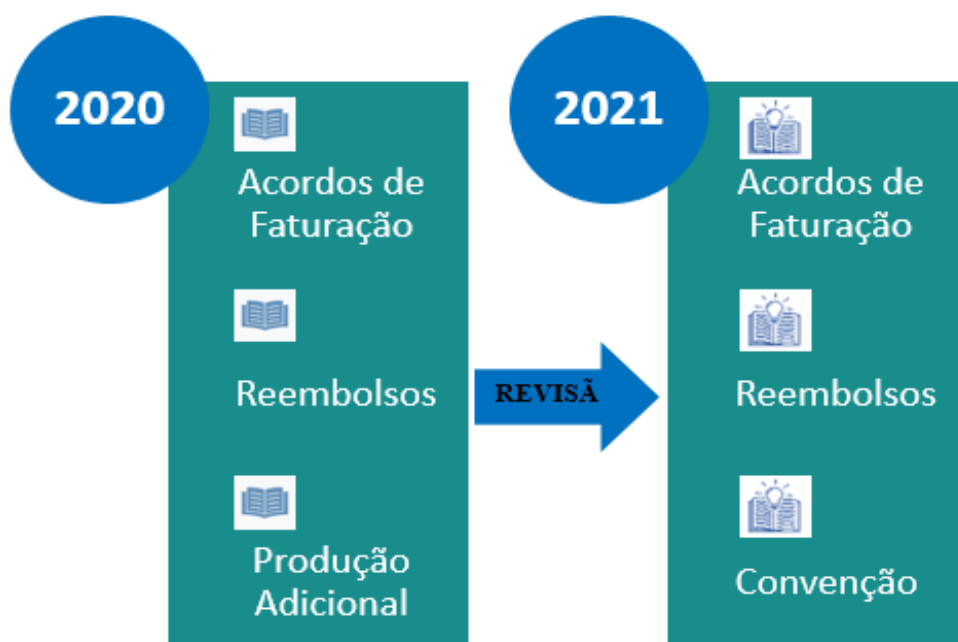 2020
Acordos de
Faturação
Reembolsos
Produção
Adicional
REVISÃ
2021
Acordos de
Faturação
Reembolsos
Convenção